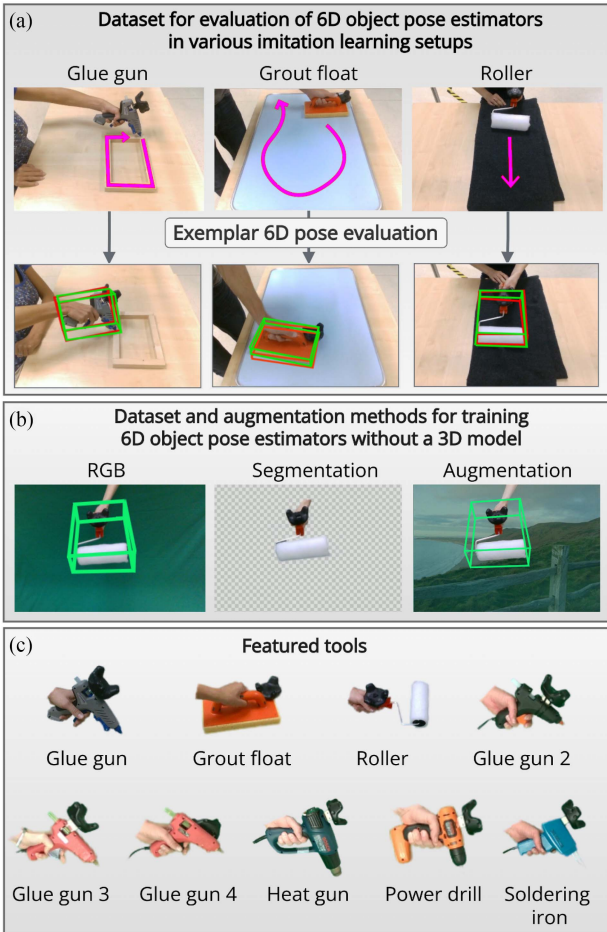 (a)
Dataset for evaluation of 6D object pose estimators
in various imitation learning setups
Glue gun
Grout float
Roller
Exemplar 6D pose evaluation
(b)
Dataset and augmentation methods for training
6D object pose estimators without a 3D model
RGB
Segmentation
Augmentation
(c)
Featured tools
Glue gun
Grout float
Roller
Glue gun 2
Glue gun 3
Glue gun 4
Heat gun
Power drill
Soldering
iron